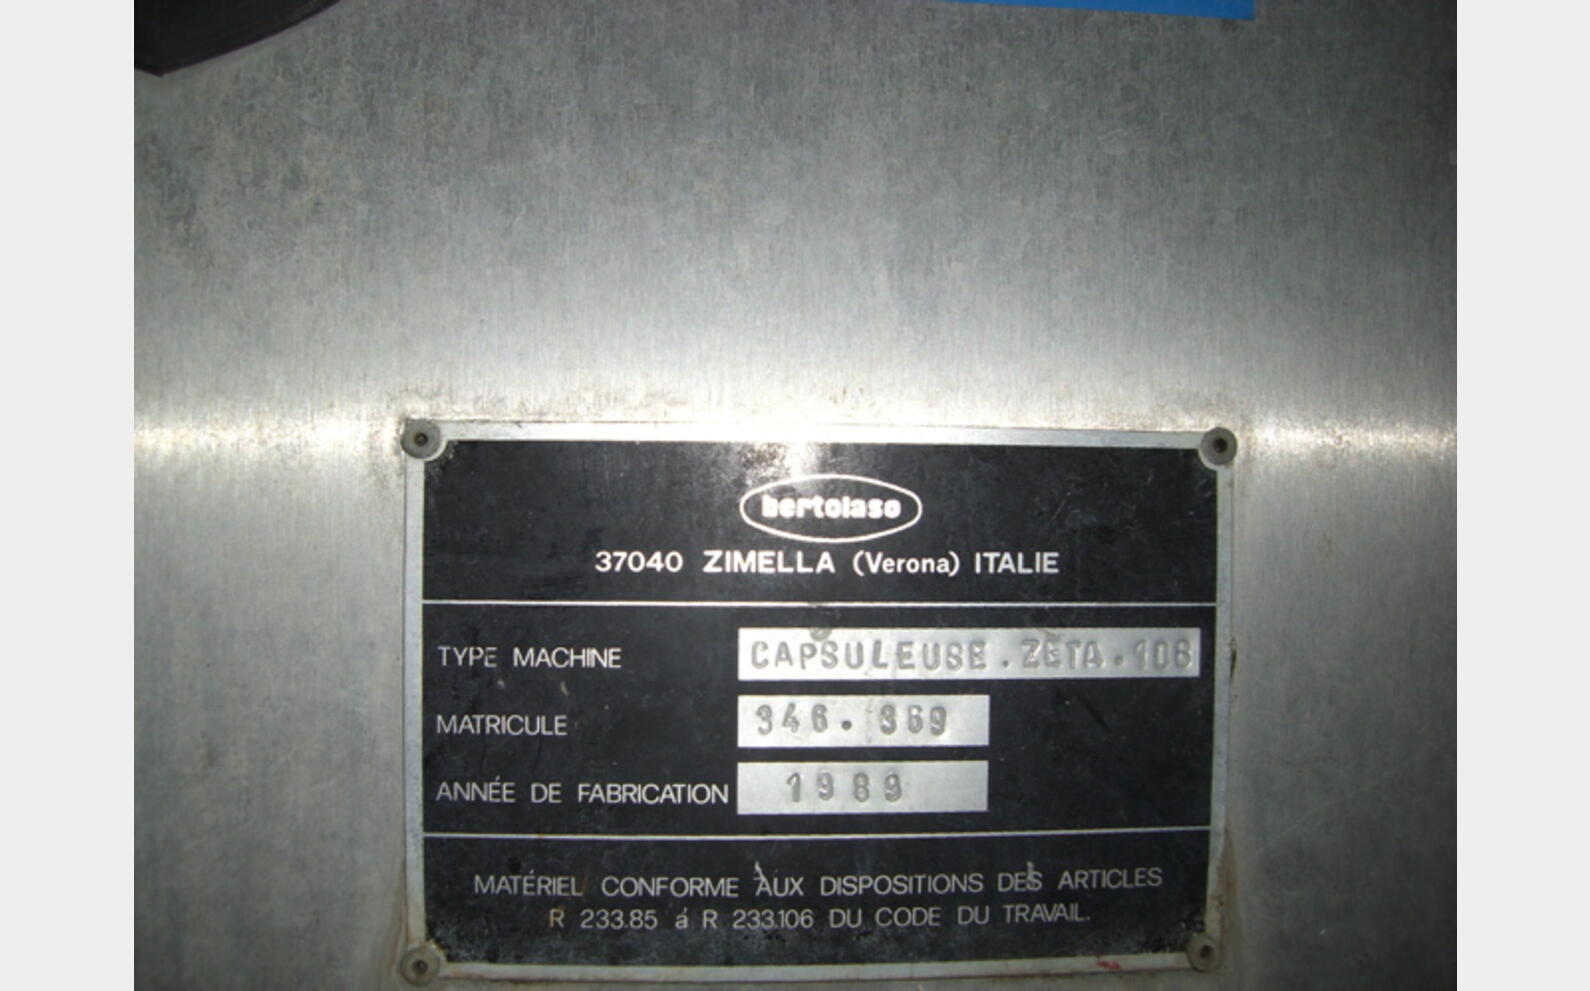 bertolaso
37040 ZIMELLA (Verona) ITALIE
TYPE MACHINE CAPSULEUSE.ZETA.106
MATRICULE 346.369
ANNÉE DE FABRICATION 1989
MATÉRIEL CONFORME AUX DISPOSITIONS DES ARTICLES
R 233.85 á R 233.106 DU CODE DU TRAVAIL.